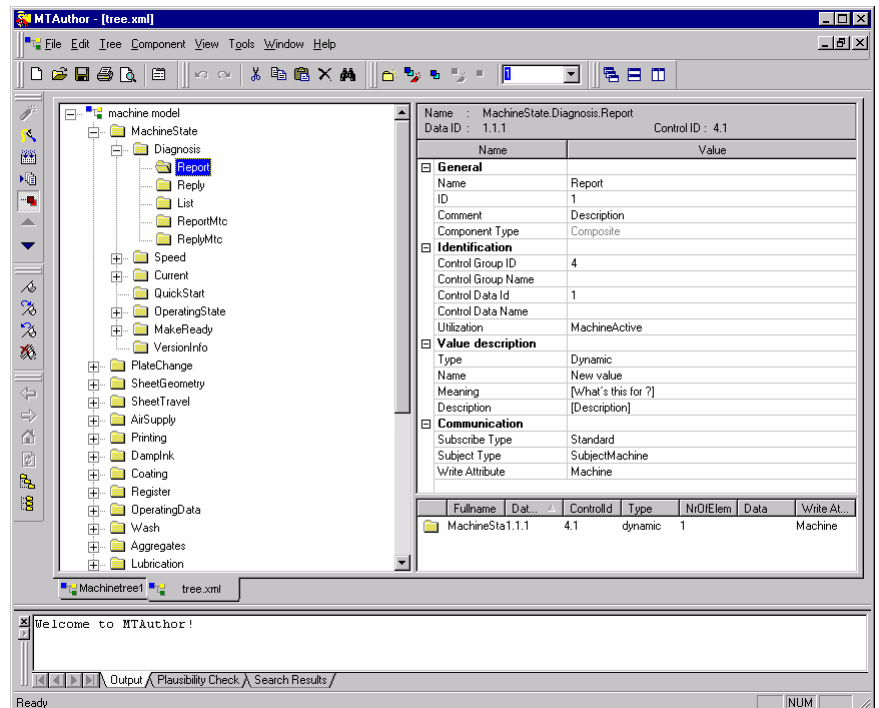 MTAuthor - [tree.xml]
File Edit Tree Component View Tools Window Help
1
machine model
MachineState
Diagnosis
Report
Reply
List
ReportMtc
ReplyMtc
Speed
Current
QuickStart
OperatingState
MakeReady
VersionInfo
PlateChange
SheetGeometry
SheetTravel
AirSupply
Printing
DampInk
Coating
Register
OperatingData
Wash
Aggregates
Lubrication
Machinetree1 tree.xml
Name : MachineState.Diagnosis.Report
Data ID : 1.1.1 Control ID : 4.1
Name Value
General
Name Report
ID 1
Comment Description
Component Type Composite
Identification
Control Group ID 4
Control Group Name
Control Data Id 1
Control Data Name
Utilization MachineActive
Value description
Type Dynamic
Name New value
Meaning [What´s this for ?]
Description [Description]
Communication
Subscribe Type Standard
Subject Type SubjectMachine
Write Attribute Machine
Fullname Dat... ControlId Type NrOfElem Data Write At...
MachineSta1.1.1 4.1 dynamic 1 Machine
Welcome to MTAuthor!
Output Plausibility Check Search Results
Ready NUM